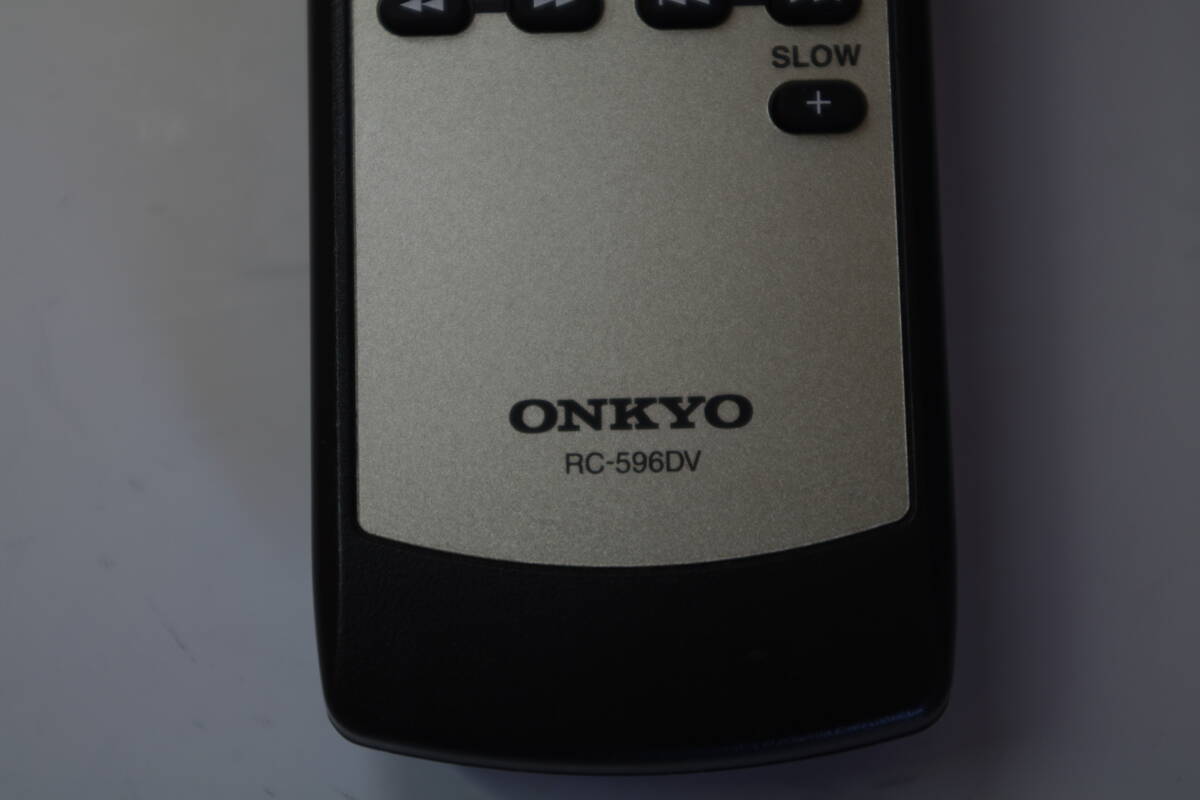 SLOW
+
ONKYO
RC-596DV